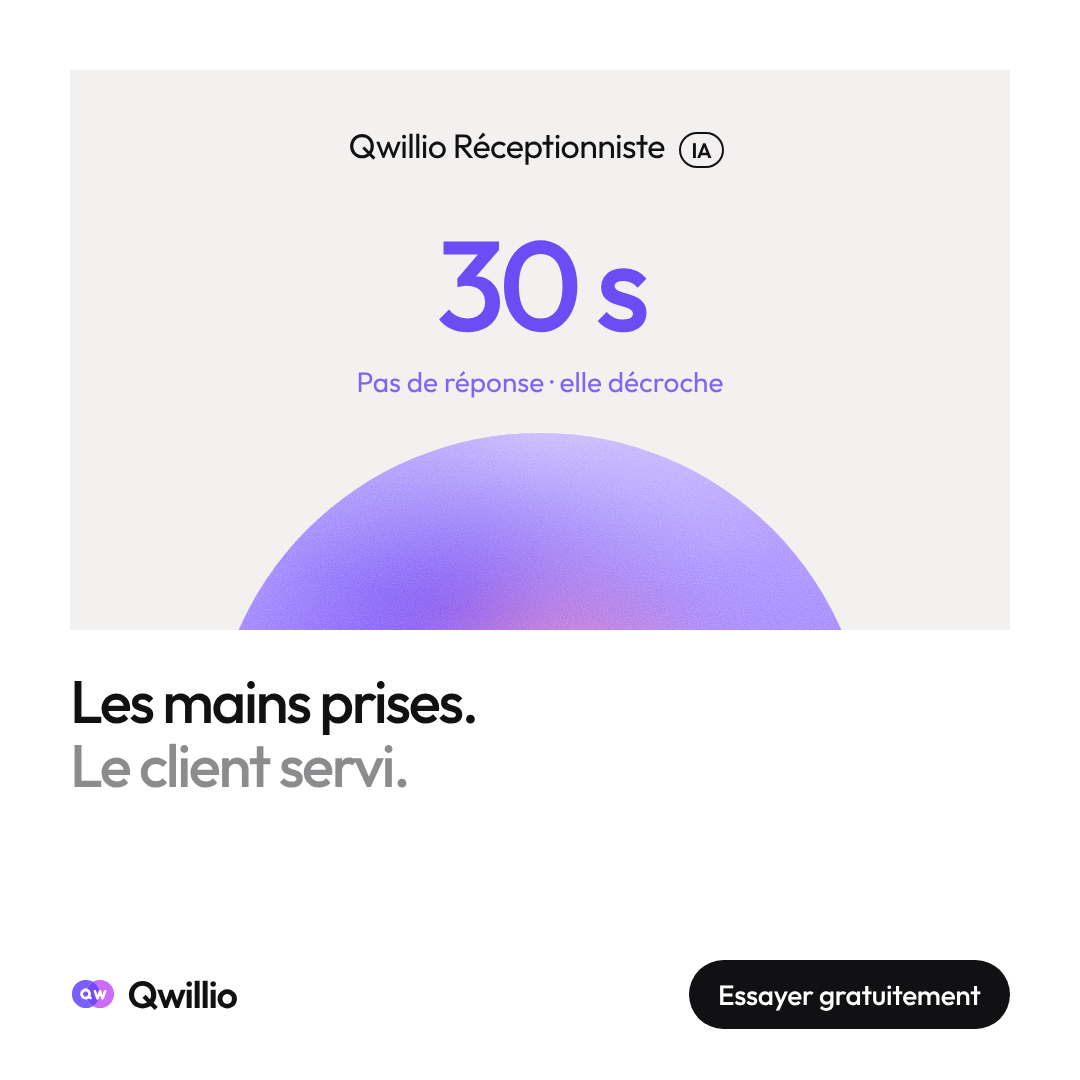 Qwillio Réceptionniste IA
30 s
Pas de réponse · elle décroche
Les mains prises.
Le client servi.
QW Qwillio
Essayer gratuitement